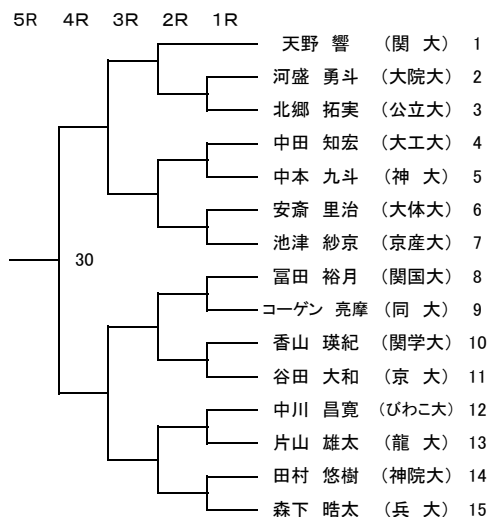 5R 4R 3R 2R 1R
天野 響 （関 大） 1
河盛 勇斗 （大院大） 2
北郷 拓実 （公立大） 3
中田 知宏 （大工大） 4
中本 九斗 （神 大） 5
安斎 里治 （大体大） 6
池津 紗京 （京産大） 7
30
冨田 裕月 （関国大） 8
コーゲン 亮摩 （同 大） 9
香山 瑛紀 （関学大） 10
谷田 大和 （京 大） 11
中川 昌寛 （びわこ大） 12
片山 雄太 （龍 大） 13
田村 悠樹 （神院大） 14
森下 晧太 （兵 大） 15